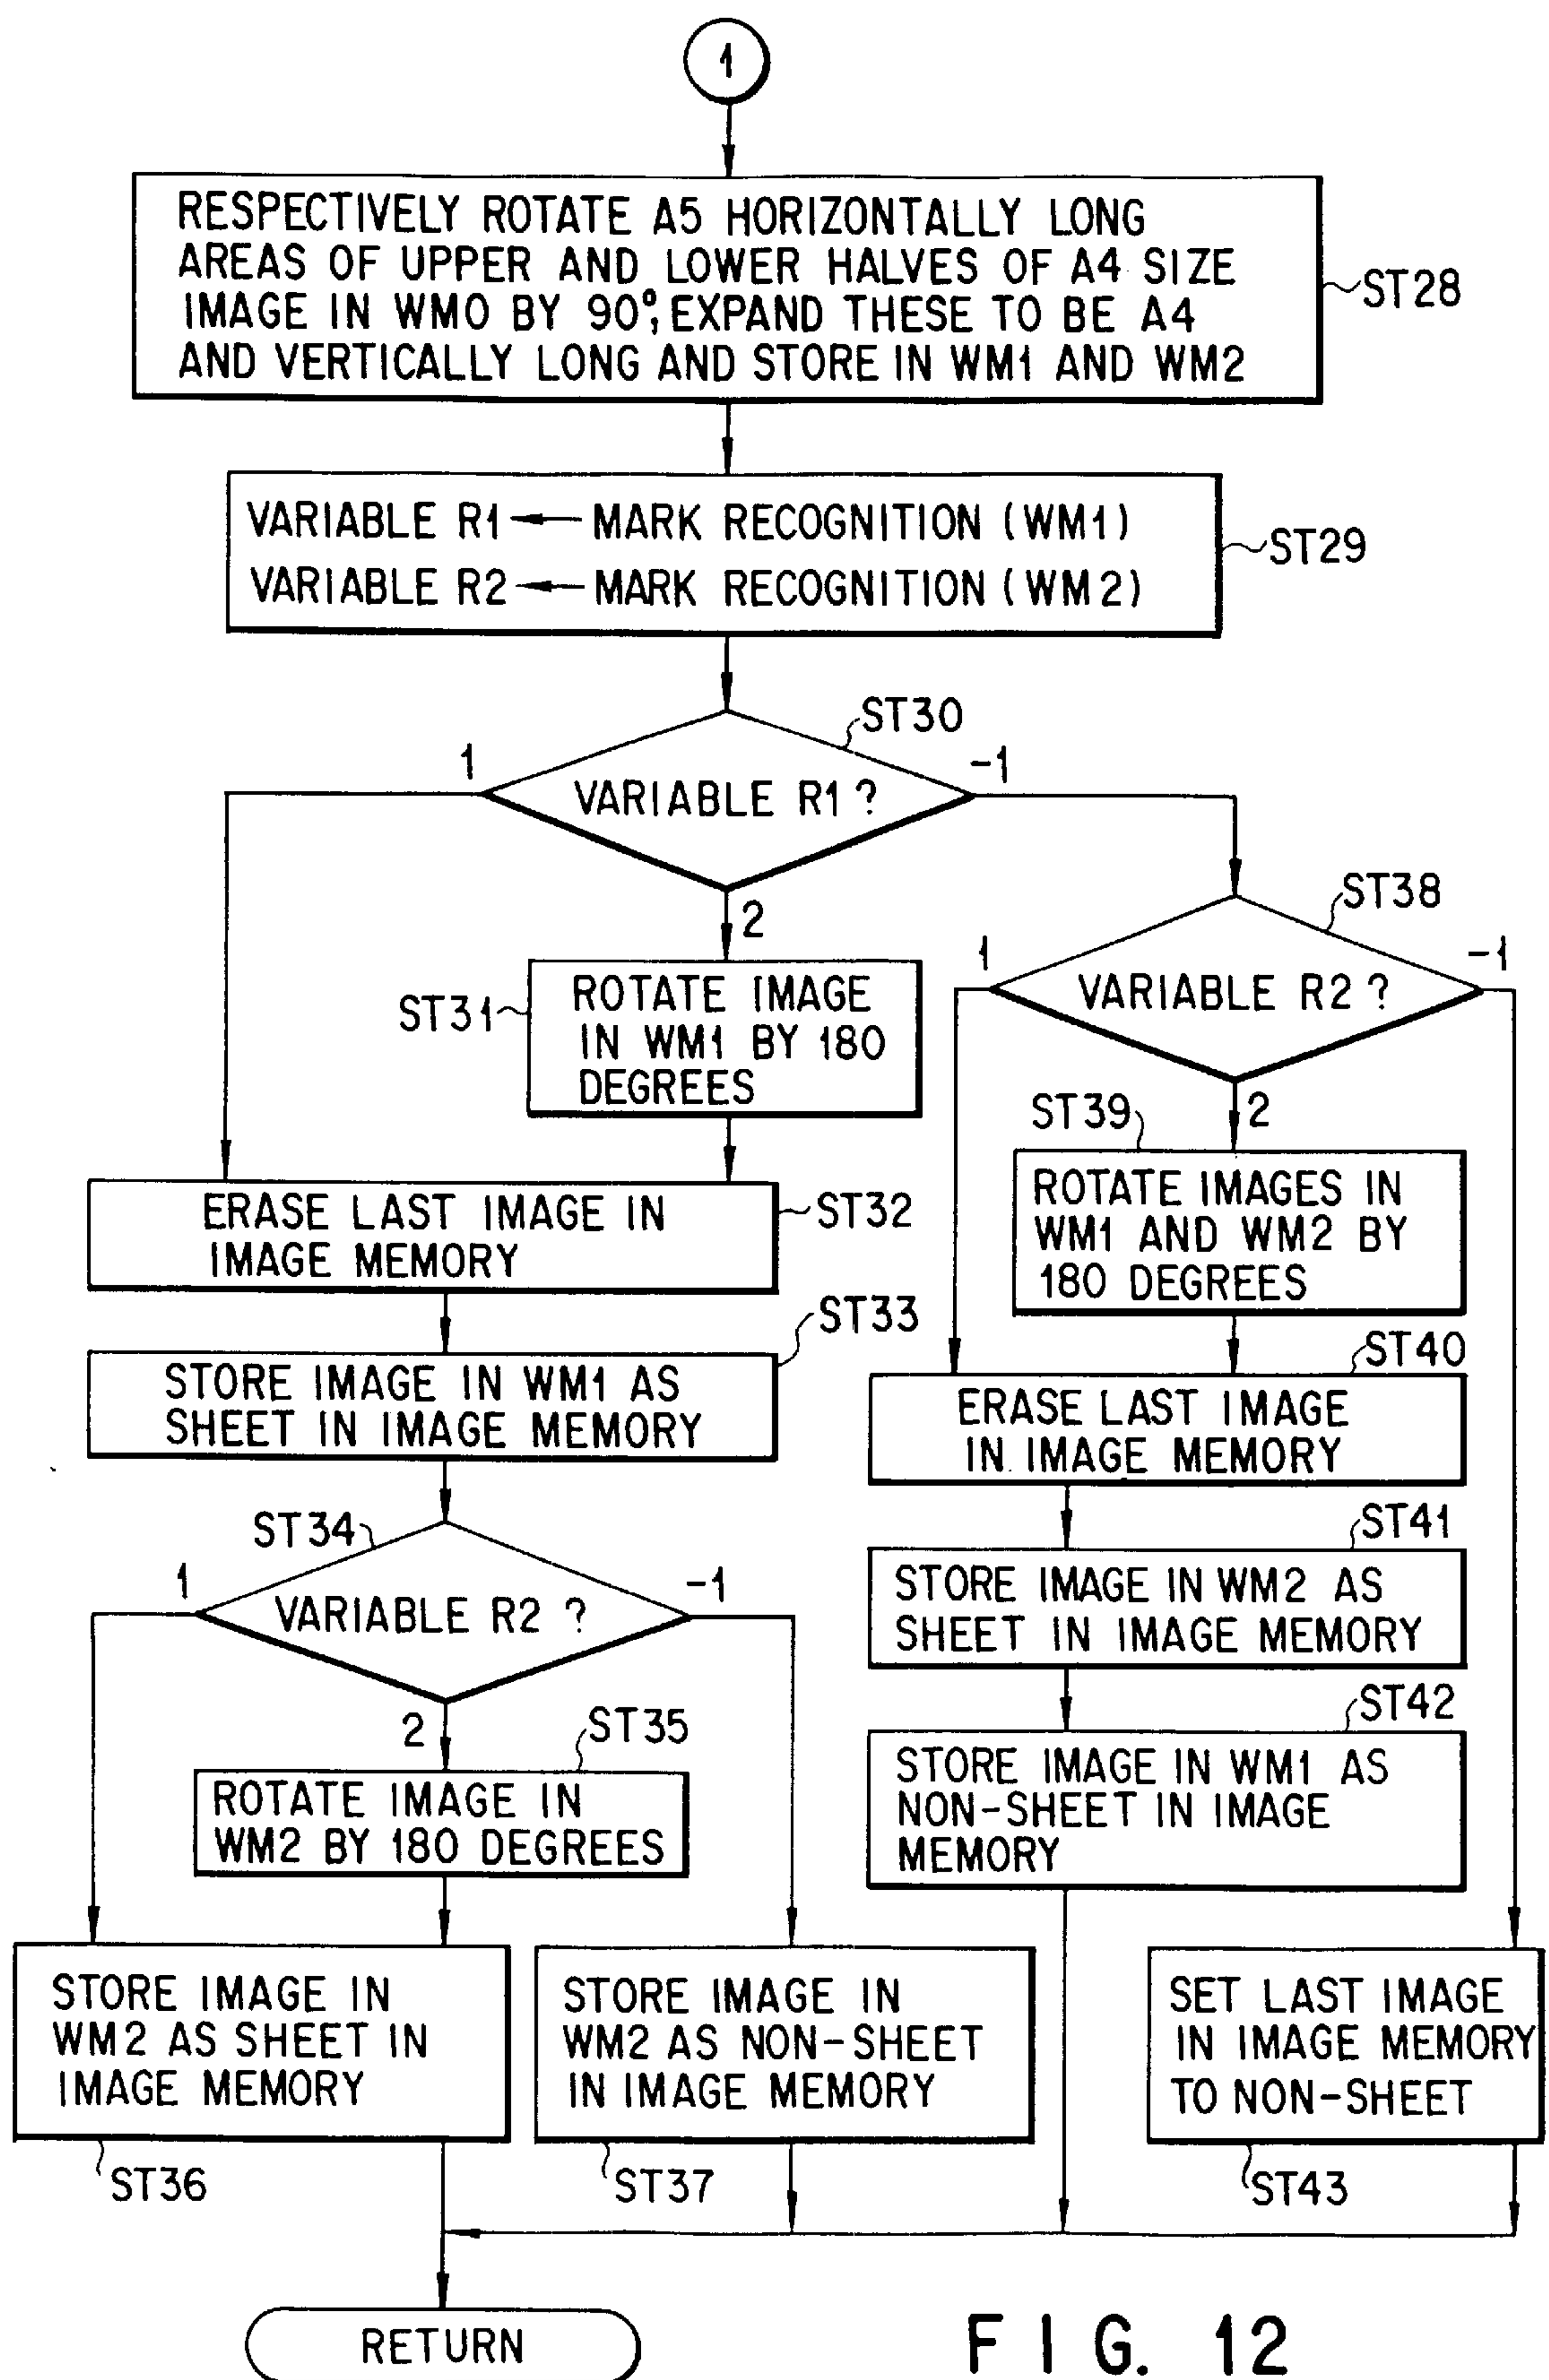 1
RESPECTIVELY ROTATE A5 HORIZONTALLY LONG
AREAS OF UPPER AND LOWER HALVES OF A4 SIZE
IMAGE IN WM0 BY 90°, EXPAND THESE TO BE A4
AND VERTICALLY LONG AND STORE IN WM1 AND WM2
ST28
VARIABLE R1 ← MARK RECOGNITION (WM1)
VARIABLE R2 ← MARK RECOGNITION (WM2)
ST29
ST30
1
VARIABLE R1 ?
-1
2
ST31
ROTATE IMAGE
IN WM1 BY 180
DEGREES
ST38
1
VARIABLE R2 ?
-1
2
ST39
ROTATE IMAGES IN
WM1 AND WM2 BY
180 DEGREES
ERASE LAST IMAGE IN
IMAGE MEMORY
ST32
ST33
STORE IMAGE IN WM1 AS
SHEET IN IMAGE MEMORY
ST40
ERASE LAST IMAGE
IN IMAGE MEMORY
ST41
STORE IMAGE IN WM2 AS
SHEET IN IMAGE MEMORY
ST34
1
VARIABLE R2 ?
-1
2
ST35
ROTATE IMAGE IN
WM2 BY 180 DEGREES
ST42
STORE IMAGE IN WM1 AS
NON-SHEET IN IMAGE
MEMORY
STORE IMAGE IN
WM2 AS SHEET IN
IMAGE MEMORY
ST36
STORE IMAGE IN
WM2 AS NON-SHEET
IN IMAGE MEMORY
ST37
SET LAST IMAGE
IN IMAGE MEMORY
TO NON-SHEET
ST43
RETURN
FIG. 12